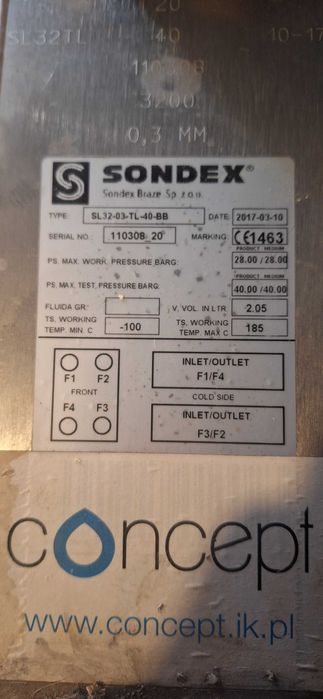 20
SL32TL 40 10-17
110308
3200
0,3 MM
S SONDEX®
Sondex Braze Sp. z o.o.
TYPE: SL32-03-TL-40-BB DATE: 2017-03-10
SERIAL NO.: 110308 20 MARKING: CE1463
PRODUCT MEDIUM
PS. MAX. WORK. PRESSURE BARG: 28.00 / 28.00
PRODUCT MEDIUM
PS. MAX. TEST. PRESSURE BARG: 40.00 / 40.00
FLUIDA GR: V, VOL. IN LTR 2.05
TS. WORKING TEMP. MIN. C -100 TS. WORKING TEMP. MAX C 185
F1 F2
FRONT
F4 F3
INLET/OUTLET
F1/F4
COLD SIDE
INLET/OUTLET
F3/F2
concept
www.concept.ik.pl